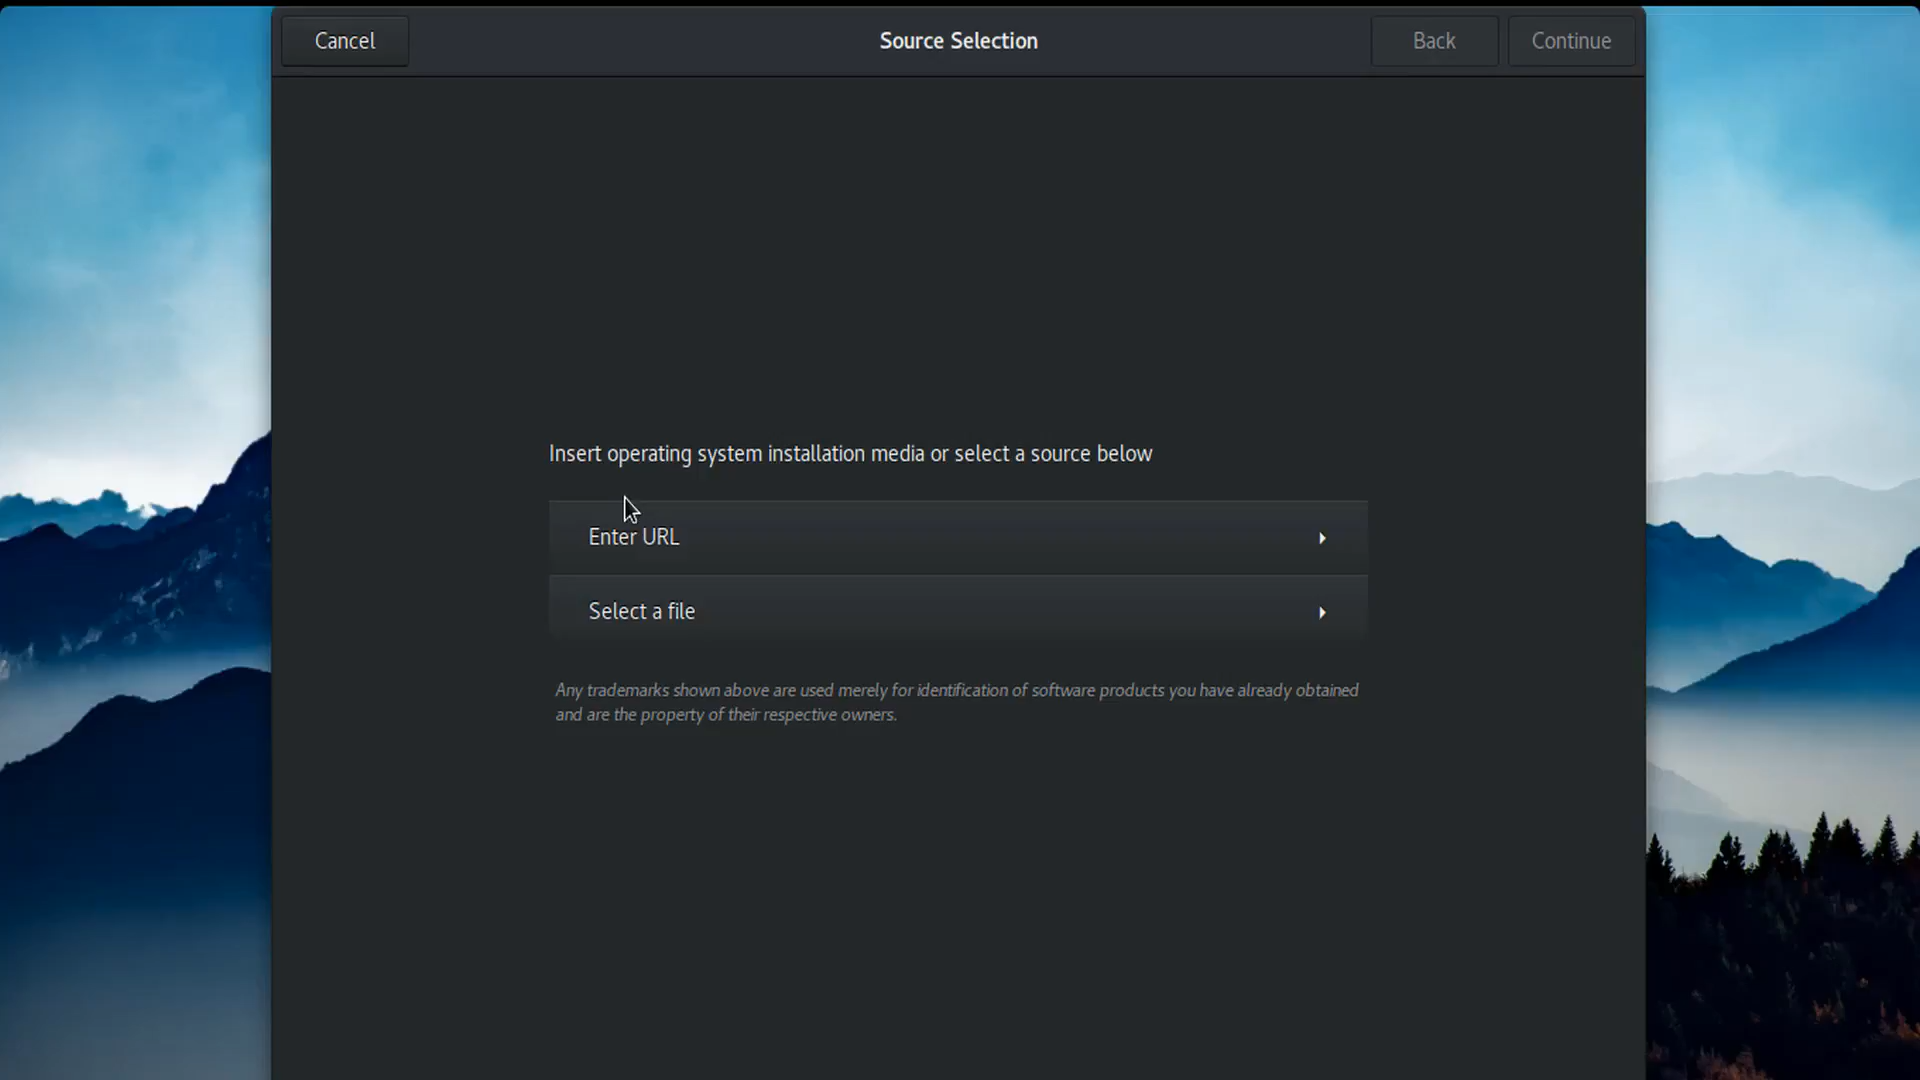 Cancel
Source Selection
Back
Continue
Insert operating system installation media or select a source below
Enter URL
Select a file
Any trademarks shown above are used merely for identification of software products you have already obtained
and are the property of their respective owners.